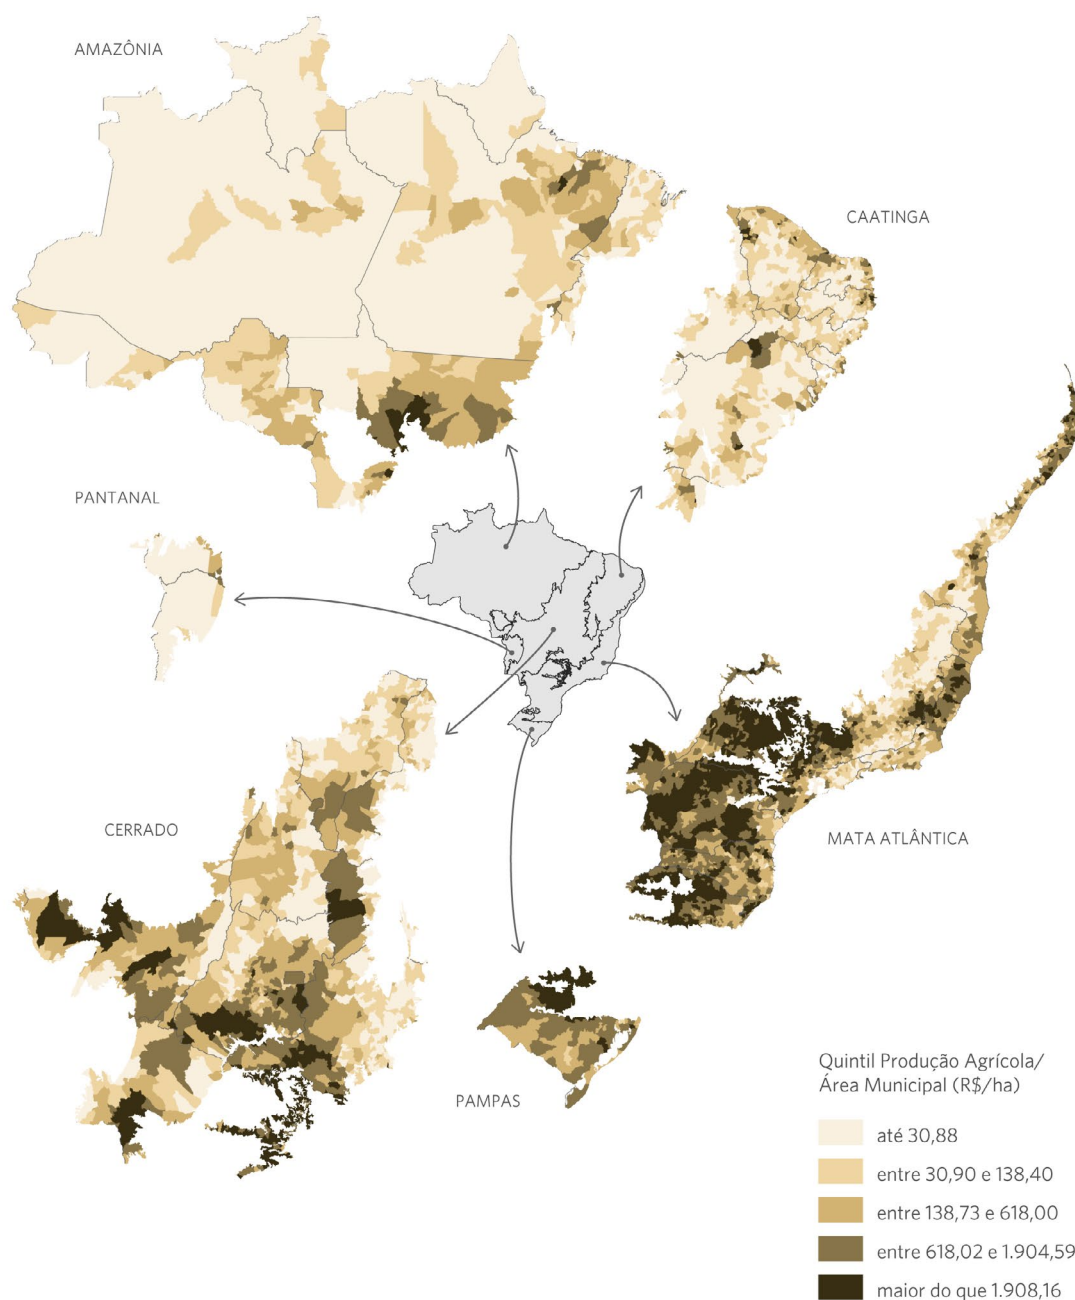 AMAZÔNIA
CAATINGA
PANTANAL
CERRADO
MATA ATLÂNTICA
PAMPAS
Quintil Produção Agrícola/
Área Municipal (R$/ha)
até 30,88
entre 30,90 e 138,40
entre 138,73 e 618,00
entre 618,02 e 1.904,59
maior do que 1.908,16